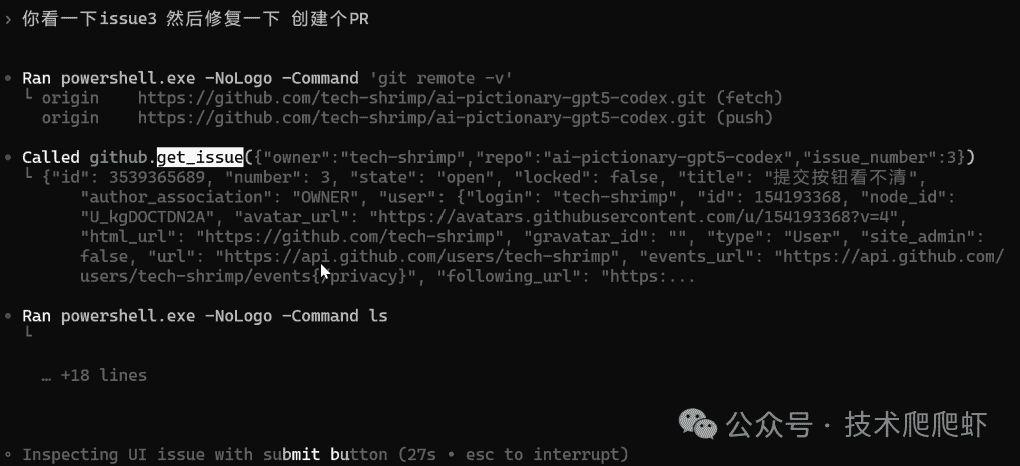 › 你看一下issue3 然后修复一下 创建个PR
• Ran powershell.exe -NoLogo -Command 'git remote -v'
└ origin    https://github.com/tech-shrimp/ai-pictionary-gpt5-codex.git (fetch)
origin    https://github.com/tech-shrimp/ai-pictionary-gpt5-codex.git (push)
• Called github.get_issue({"owner":"tech-shrimp","repo":"ai-pictionary-gpt5-codex","issue_number":3})
└ {"id": 3539365689, "number": 3, "state": "open", "locked": false, "title": "提交按钮看不清",
"author_association": "OWNER", "user": {"login": "tech-shrimp", "id": 154193368, "node_id":
"U_kgDOCTDN2A", "avatar_url": "https://avatars.githubusercontent.com/u/154193368?v=4",
"html_url": "https://github.com/tech-shrimp", "gravatar_id": "", "type": "User", "site_admin":
false, "url": "https://api.github.com/users/tech-shrimp", "events_url": "https://api.github.com/
users/tech-shrimp/events{/privacy}", "following_url": "https:...
• Ran powershell.exe -NoLogo -Command ls
└
… +18 lines
公众号 · 技术爬爬虾
◦ Inspecting UI issue with submit button (27s • esc to interrupt)